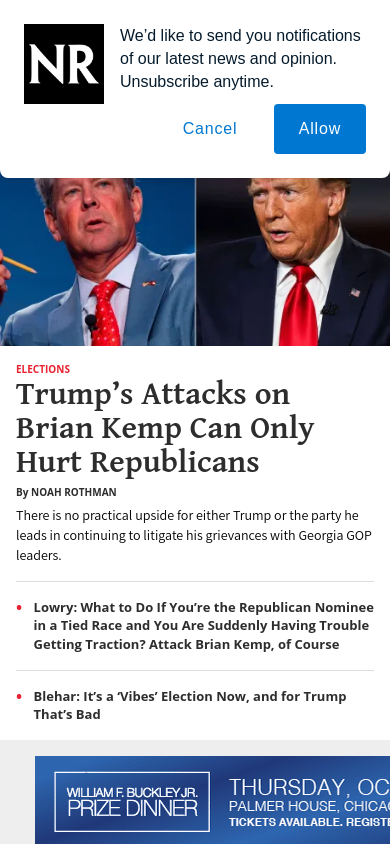 NR
We’d like to send you notifications
of our latest news and opinion.
Unsubscribe anytime.
Cancel
Allow
ELECTIONS
Trump’s Attacks on
Brian Kemp Can Only
Hurt Republicans
By NOAH ROTHMAN
There is no practical upside for either Trump or the party he
leads in continuing to litigate his grievances with Georgia GOP
leaders.
Lowry: What to Do If You’re the Republican Nominee
in a Tied Race and You Are Suddenly Having Trouble
Getting Traction? Attack Brian Kemp, of Course
Blehar: It’s a ‘Vibes’ Election Now, and for Trump
That’s Bad
WILLIAM F. BUCKLEY JR.
PRIZE DINNER
THURSDAY, OC
PALMER HOUSE, CHICA
TICKETS AVAILABLE. REGISTE